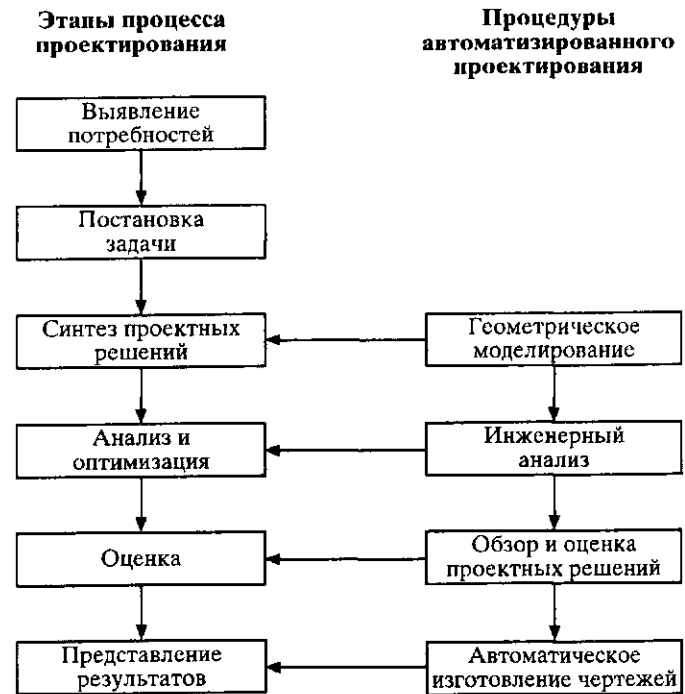 Этапы процесса
проектирования
Процедуры
автоматизированного
проектирования
Выявление
потребностей
Постановка
задачи
Синтез проектных
решений
Геометрическое
моделирование
Анализ и
оптимизация
Инженерный
анализ
Оценка
Обзор и оценка
проектных решений
Представление
результатов
Автоматическое
изготовление чертежей